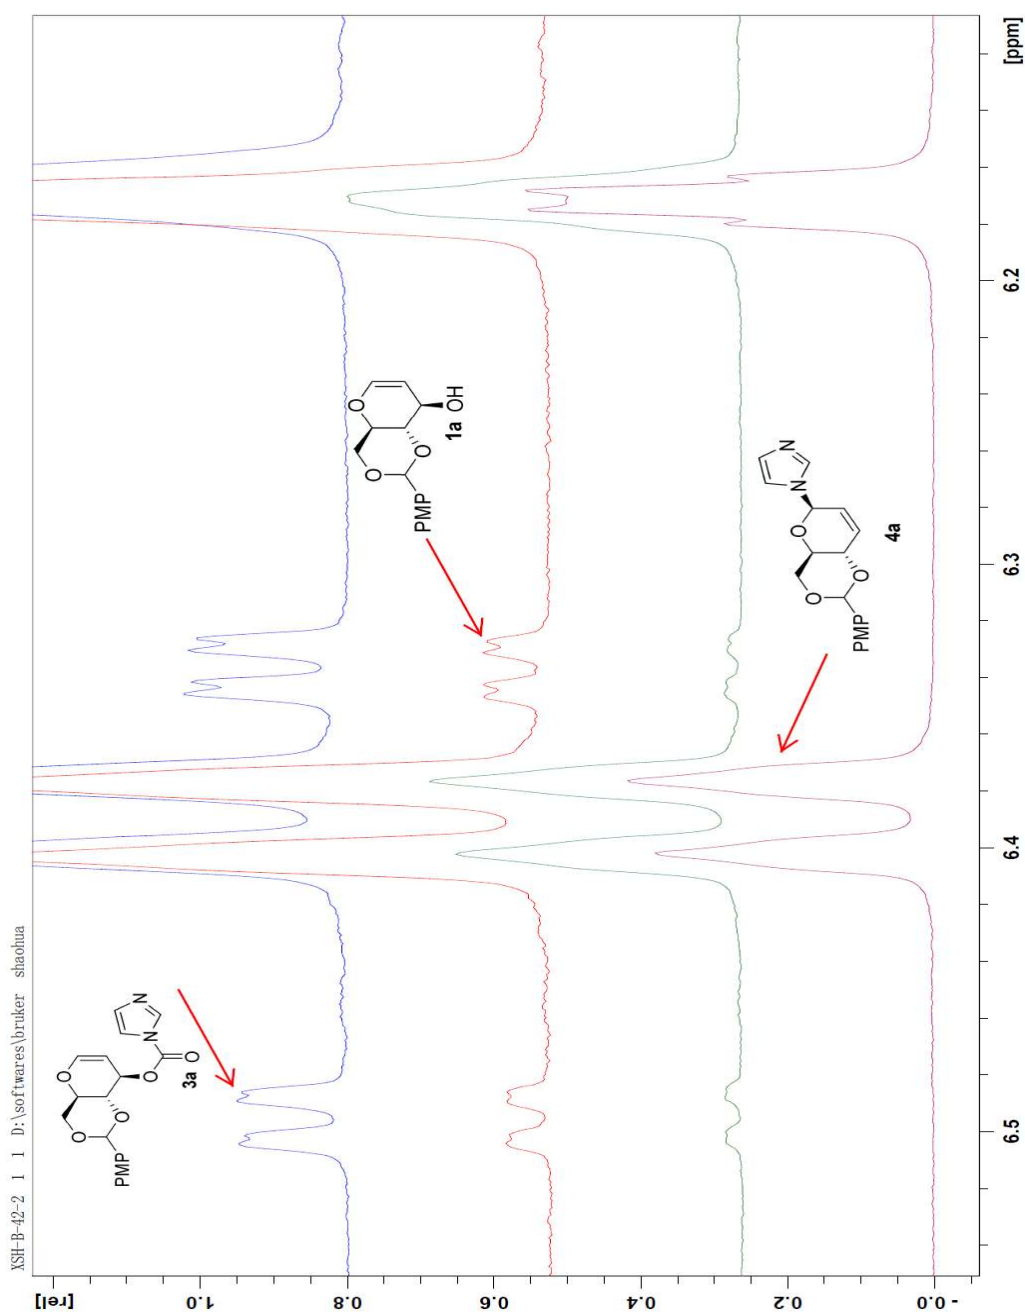 XSH-B-42-2 1 1 D:\softwares\bruker shaohua
[rel]
1.0
0.8
0.6
0.4
0.2
- 0.0
6.5
6.4
6.3
6.2
[ppm]
PMP
O
O
O
O
O
N
N
3a
PMP
O
O
O
OH
1a
PMP
O
O
O
N
N
4a